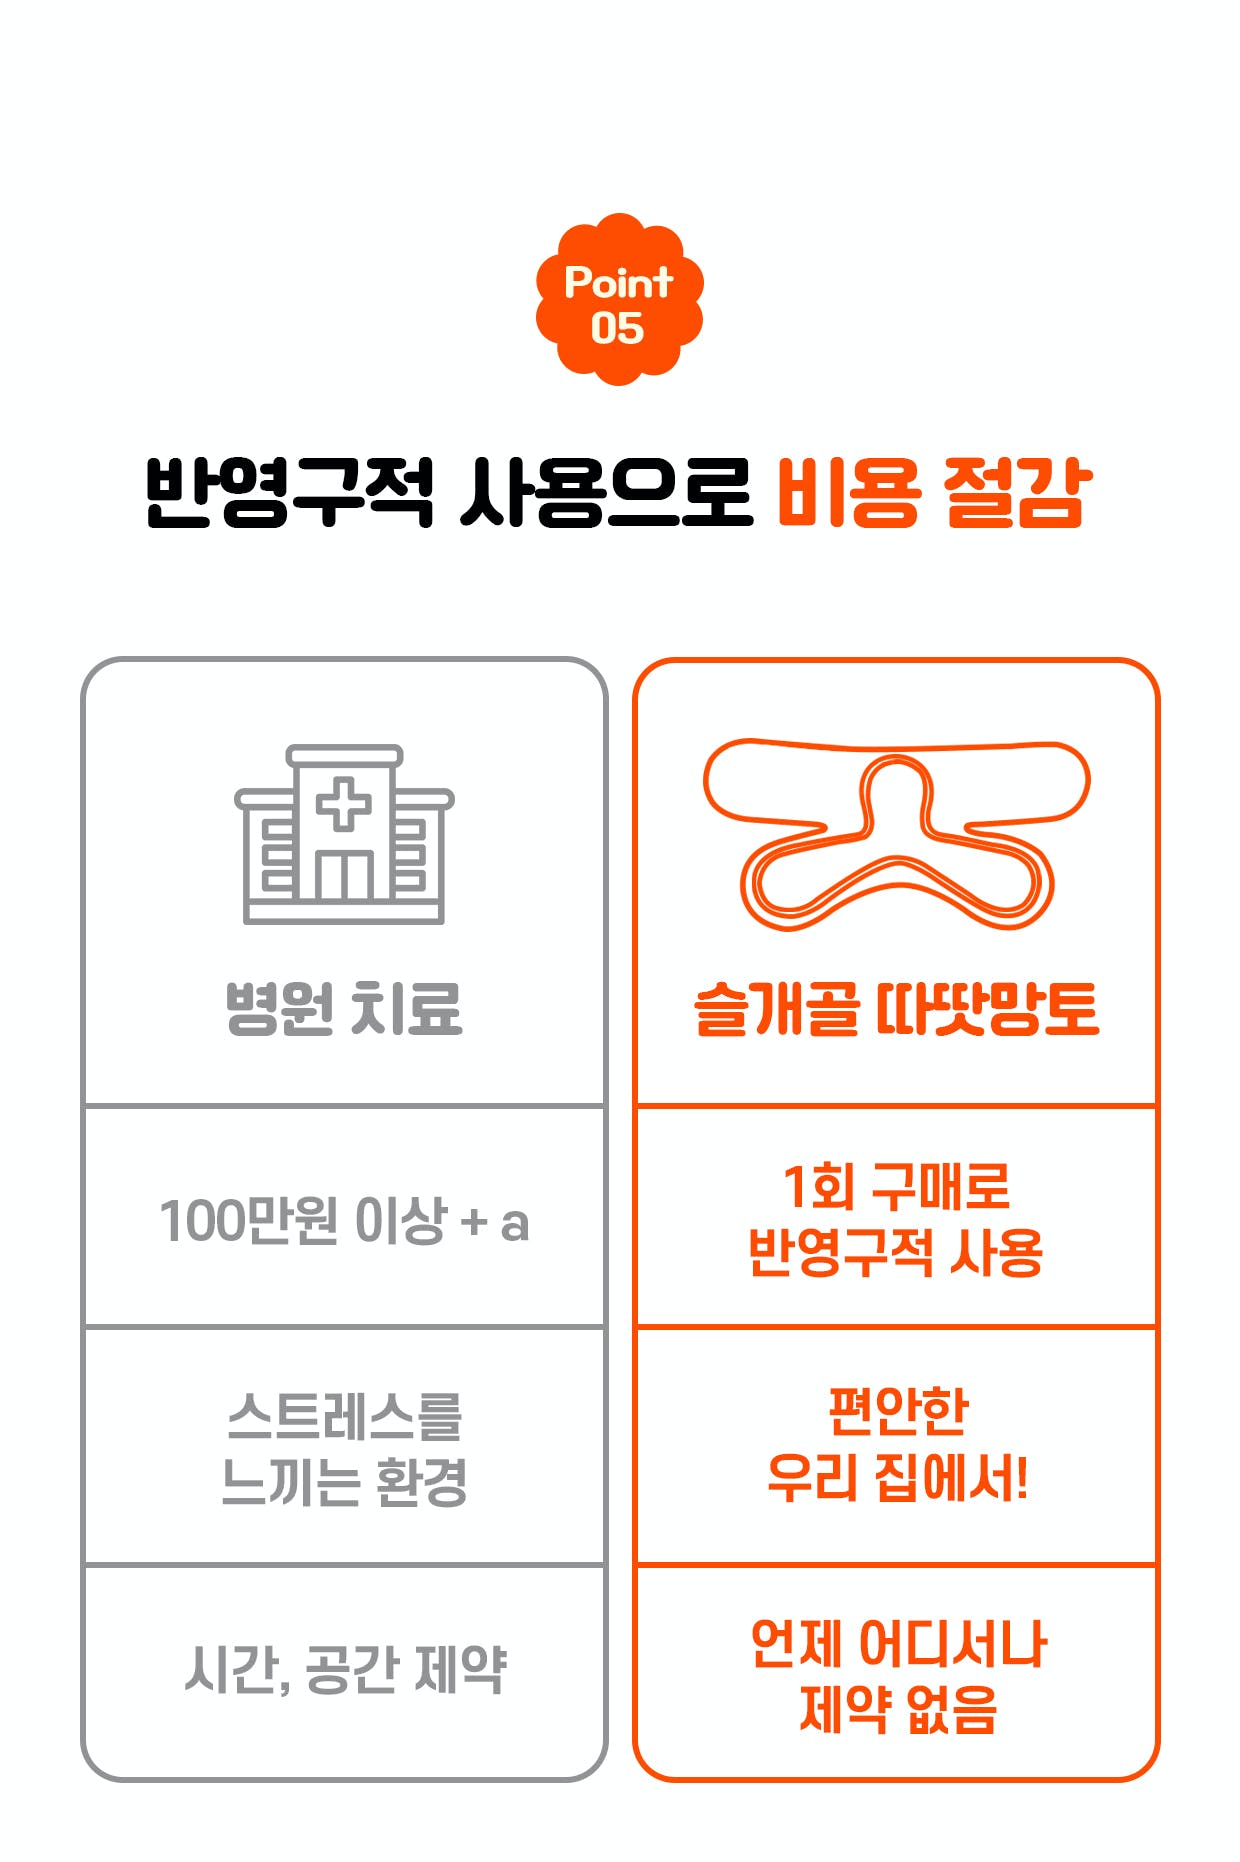 Point
05
반영구적 사용으로 비용 절감
병원 치료
100만원 이상 + a
스트레스를
느끼는 환경
시간, 공간 제약
슬개골 따땃망토
1회 구매로
반영구적 사용
편안한
우리 집에서!
언제 어디서나
제약 없음